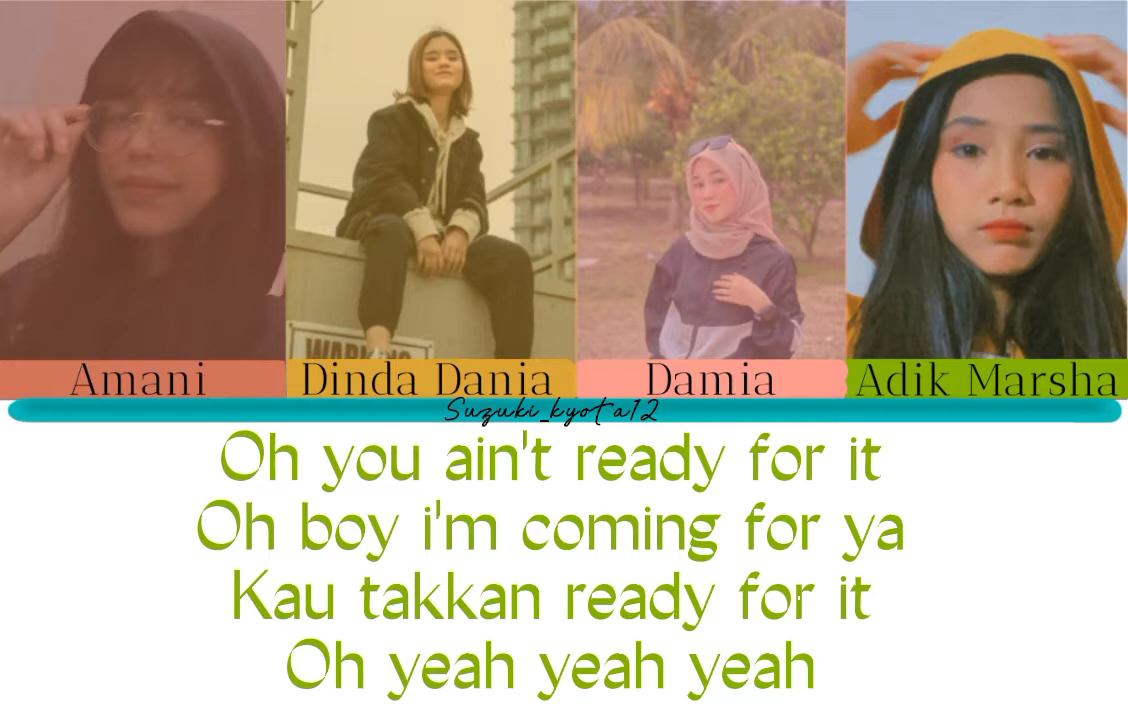 WARNING
Amani
Dinda Dania
Damia
Adik Marsha
Suzuki_kyota12
Oh you ain't ready for it
Oh boy i'm coming for ya
Kau takkan ready for it
Oh yeah yeah yeah